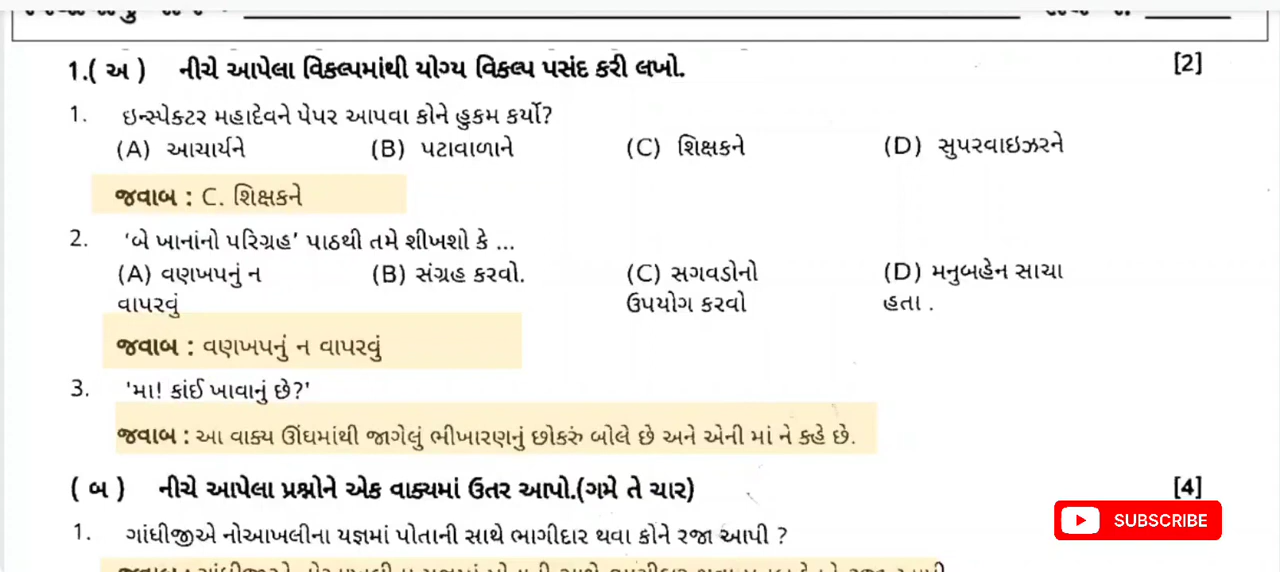 1.( અ ) નીચે આપેલા વિકલ્પમાંથી યોગ્ય વિકલ્પ પસંદ કરી લખો. [2]
1. ઇન્સ્પેક્ટર મહાદેવને પેપર આપવા કોને હુકમ કર્યો?
(A) આચાર્યને (B) પટાવાળાને (C) શિક્ષકને (D) સુપરવાઇઝરને
જવાબ : C. શિક્ષકને
2. ‘બે ખાનાંનો પરિગ્રહ’ પાઠથી તમે શીખશો કે ...
(A) વણખપનું ન (B) સંગ્રહ કરવો. (C) સગવડોનો (D) મનુબહેન સાચા
વાપરવું ઉપયોગ કરવો હતા .
જવાબ : વણખપનું ન વાપરવું
3. 'મા! કાંઈ ખાવાનું છે?'
જવાબ : આ વાક્ય ઊંઘમાંથી જાગેલું ભીખારણનું છોકરું બોલે છે અને એની માં ને ક્હે છે.
( બ ) નીચે આપેલા પ્રશ્નોને એક વાક્યમાં ઉતર આપો.(ગમે તે ચાર) [4]
SUBSCRIBE
1. ગાંધીજીએ નોઆખલીના યજ્ઞમાં પોતાની સાથે ભાગીદાર થવા કોને રજા આપી ?